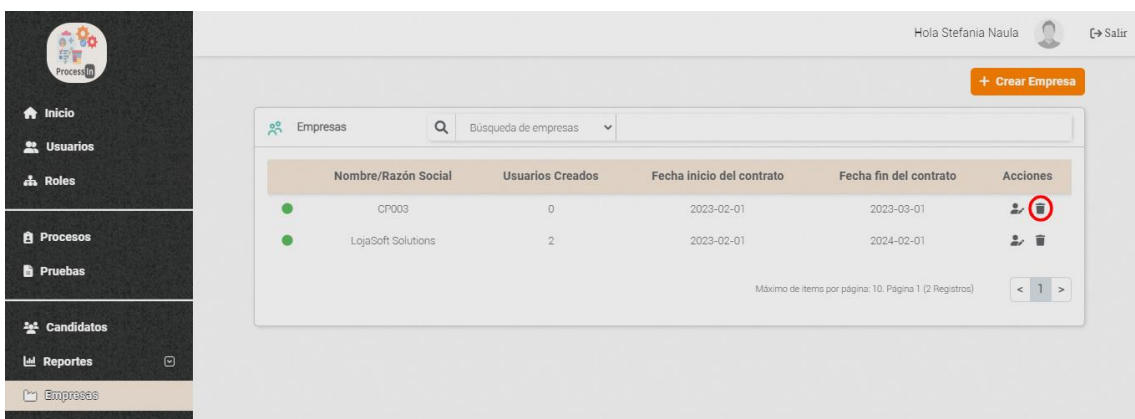 ProcessIn
Hola Stefania Naula
Salir
+ Crear Empresa
Inicio
Usuarios
Roles
Procesos
Pruebas
Candidatos
Reportes
Empresas
Empresas Búsqueda de empresas
Nombre/Razón Social Usuarios Creados Fecha inicio del contrato Fecha fin del contrato Acciones
CP003 0 2023-02-01 2023-03-01
LojaSoft Solutions 2 2023-02-01 2024-02-01
Máximo de items por página: 10. Página 1 (2 Registros) < 1 >